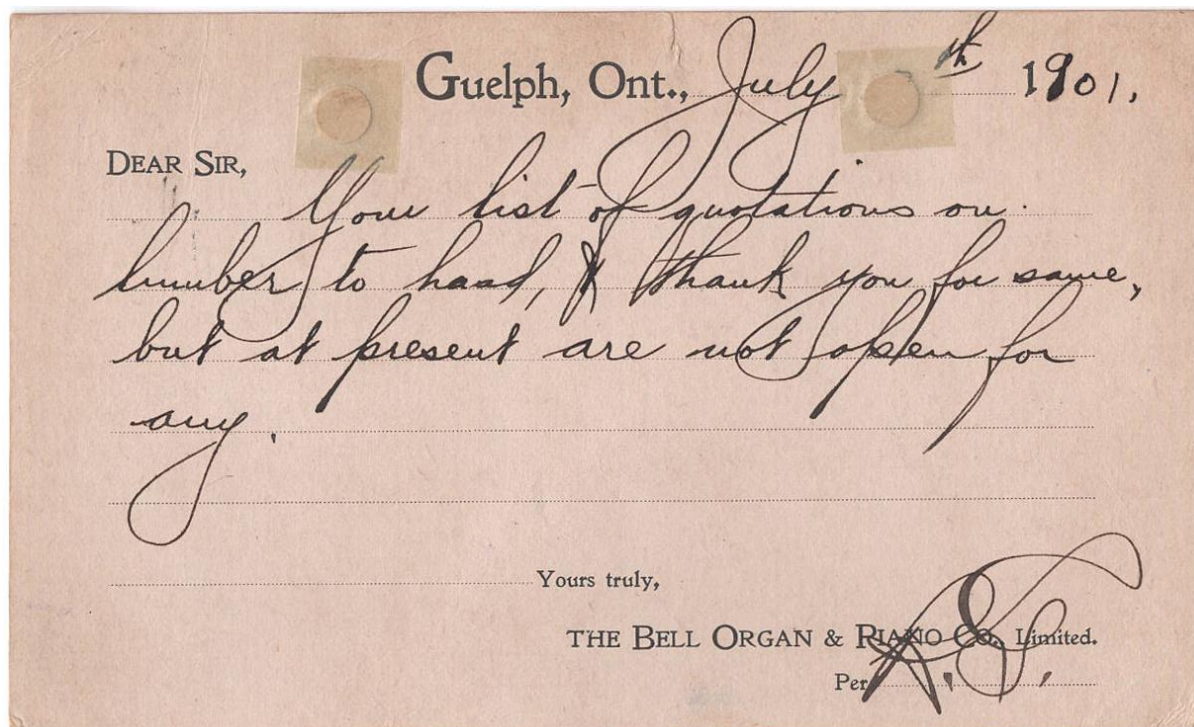 Guelph, Ont., July th 1901.
DEAR SIR,
Your list of quotations on
lumber to hand, & thank you for same,
but at present are not open for
any.
Yours truly,
THE BELL ORGAN & PIANO CO. Limited.
Per